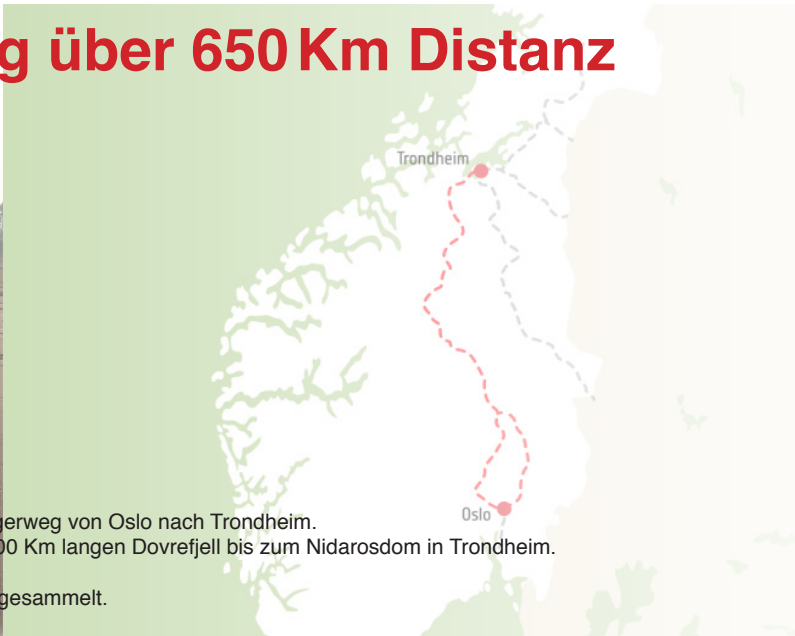 g über 650 Km Distanz
Trondheim
Oslo
gerweg von Oslo nach Trondheim.
00 Km langen Dovrefjell bis zum Nidarosdom in Trondheim.
gesammelt.